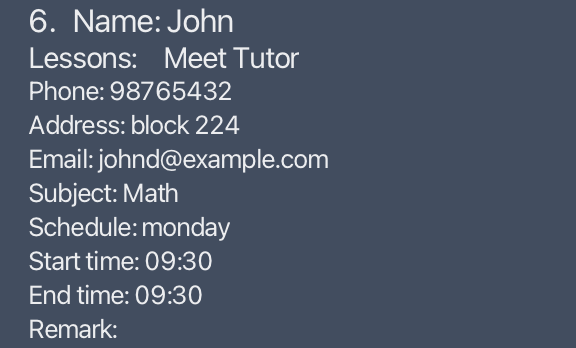 6. Name: John
Lessons: Meet Tutor
Phone: 98765432
Address: block 224
Email: johnd@example.com
Subject: Math
Schedule: monday
Start time: 09:30
End time: 09:30
Remark: